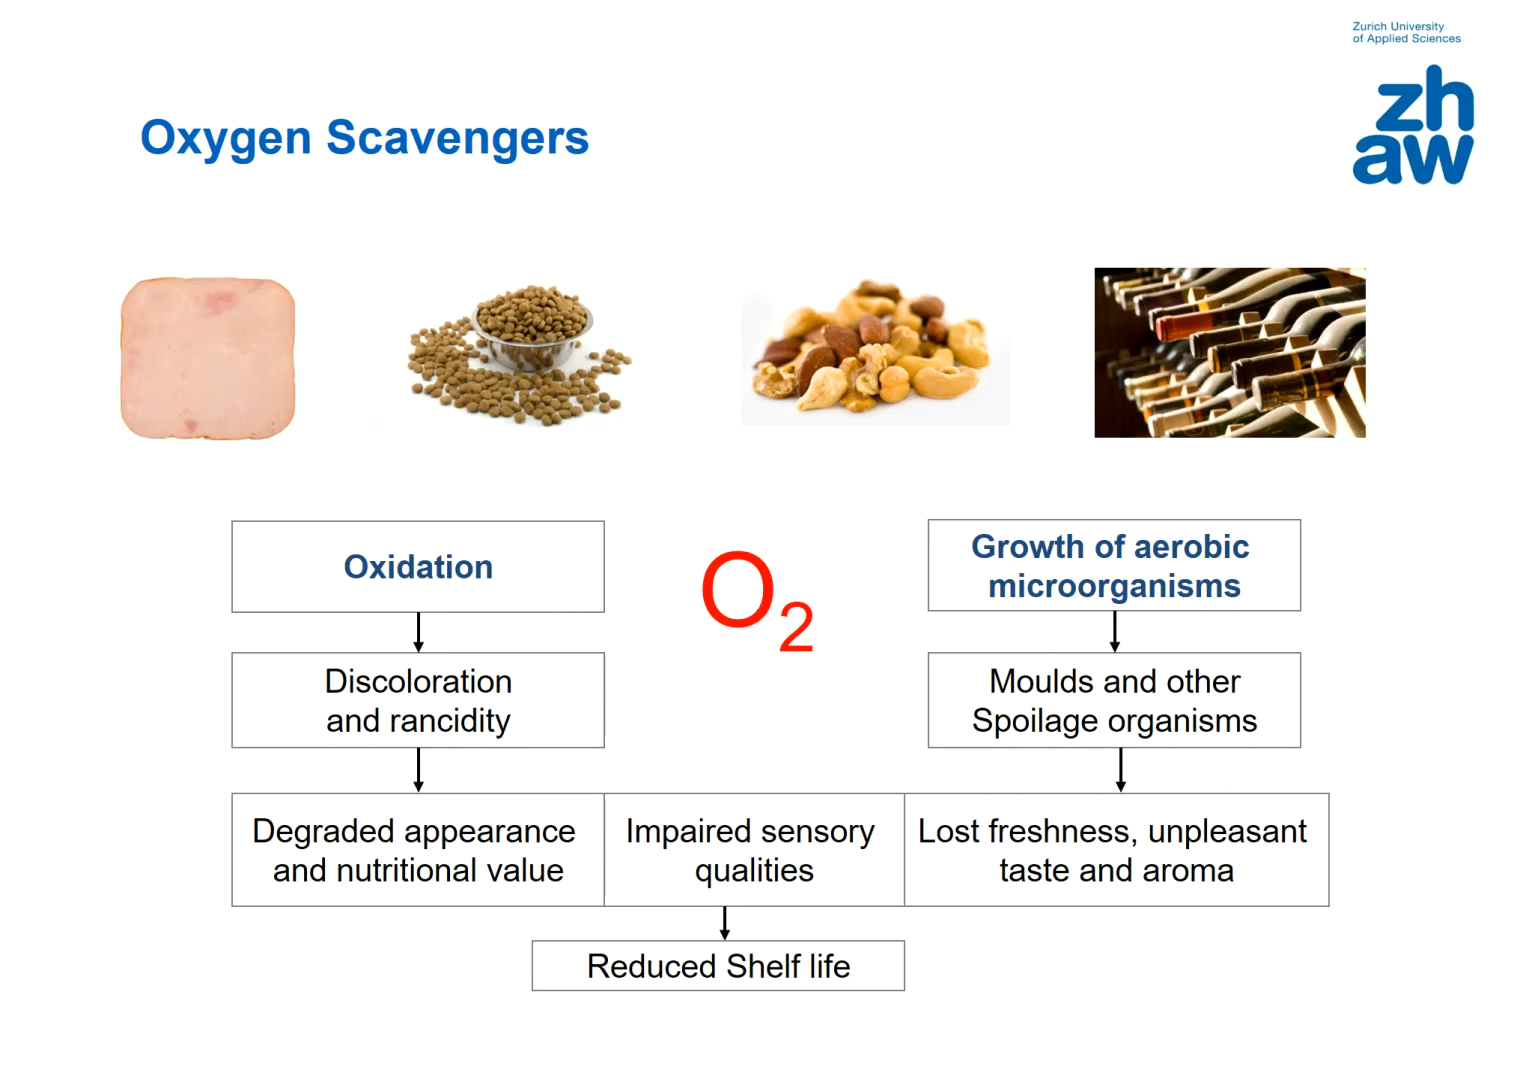 Zurich University
of Applied Sciences
zh
aw
Oxygen Scavengers
Oxidation
O2
Growth of aerobic
microorganisms
Discoloration
and rancidity
Moulds and other
Spoilage organisms
Degraded appearance
and nutritional value
Impaired sensory
qualities
Lost freshness, unpleasant
taste and aroma
Reduced Shelf life